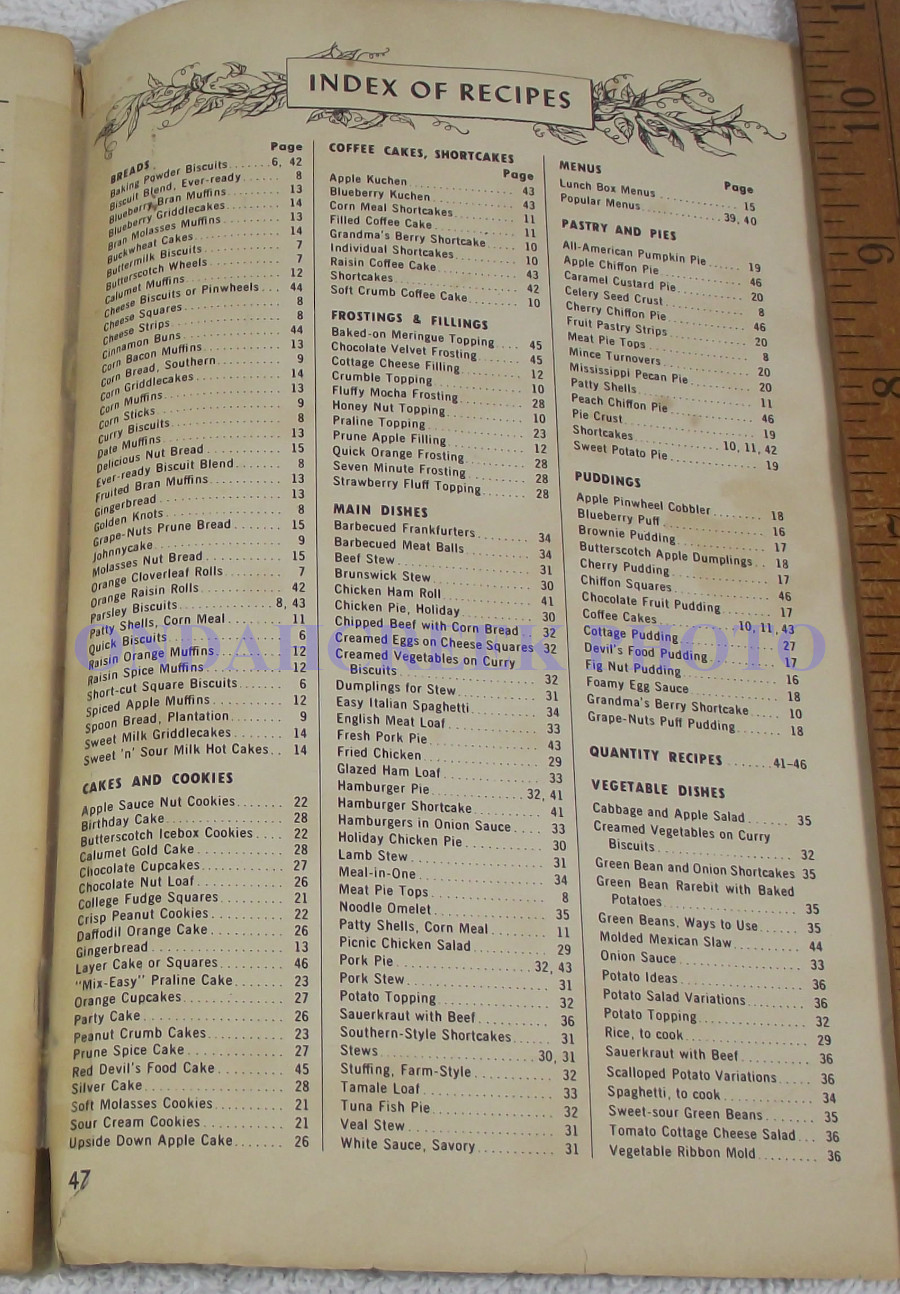 INDEX OF RECIPES
Page
BREADS
Baking Powder Biscuits.......6, 42
Biscuit Blend, Ever-ready...... 8
Blueberry Bran Muffins......... 13
Blueberry Griddlecakes......... 14
Bran Molasses Muffins.......... 13
Buckwheat Cakes................ 14
Buttermilk Biscuits............ 7
Butterscotch Wheels............ 7
Calumet Muffins................ 12
Cheese Biscuits or Pinwheels... 44
Cheese Squares................. 8
Cheese Strips.................. 8
Cinnamon Buns.................. 44
Corn Bacon Muffins............. 13
Corn Bread, Southern........... 9
Corn Griddlecakes.............. 14
Corn Muffins................... 13
Corn Sticks.................... 9
Curry Biscuits................. 8
Date Muffins................... 13
Delicious Nut Bread............ 15
Ever-ready Biscuit Blend....... 8
Fruited Bran Muffins........... 13
Gingerbread.................... 13
Golden Knots................... 8
Grape-Nuts Prune Bread......... 15
Johnnycake..................... 9
Molasses Nut Bread............. 15
Orange Cloverleaf Rolls........ 7
Orange Raisin Rolls............ 42
Parsley Biscuits............ 8, 43
Patty Shells, Corn Meal........ 11
Quick Biscuits................. 6
Raisin Orange Muffins.......... 12
Raisin Spice Muffins........... 12
Short-cut Square Biscuits...... 6
Spiced Apple Muffins........... 12
Spoon Bread, Plantation........ 9
Sweet Milk Griddlecakes........ 14
Sweet 'n' Sour Milk Hot Cakes.. 14
CAKES AND COOKIES
Apple Sauce Nut Cookies....... 22
Birthday Cake................. 28
Butterscotch Icebox Cookies... 22
Calumet Gold Cake............. 28
Chocolate Cupcakes............ 27
Chocolate Nut Loaf............ 26
College Fudge Squares......... 21
Crisp Peanut Cookies.......... 22
Daffodil Orange Cake.......... 26
Gingerbread................... 13
Layer Cake or Squares......... 46
"Mix-Easy" Praline Cake....... 23
Orange Cupcakes............... 27
Party Cake.................... 26
Peanut Crumb Cakes............ 23
Prune Spice Cake.............. 27
Red Devil's Food Cake......... 45
Silver Cake................... 28
Soft Molasses Cookies......... 21
Sour Cream Cookies............ 21
Upside Down Apple Cake....... 26
47
COFFEE CAKES, SHORTCAKES
Page
Apple Kuchen.................. 43
Blueberry Kuchen.............. 43
Corn Meal Shortcakes.......... 11
Filled Coffee Cake............ 11
Grandma's Berry Shortcake..... 10
Individual Shortcakes......... 10
Raisin Coffee Cake............ 43
Shortcakes.................... 42
Soft Crumb Coffee Cake........ 10
FROSTINGS & FILLINGS
Baked-on Meringue Topping..... 45
Chocolate Velvet Frosting..... 45
Cottage Cheese Filling........ 12
Crumble Topping............... 10
Fluffy Mocha Frosting......... 28
Honey Nut Topping............. 10
Praline Topping............... 23
Prune Apple Filling........... 12
Quick Orange Frosting......... 28
Seven Minute Frosting......... 28
Strawberry Fluff Topping...... 28
MAIN DISHES
Barbecued Frankfurters........ 34
Barbecued Meat Balls.......... 34
Beef Stew..................... 31
Brunswick Stew................ 30
Chicken Ham Roll.............. 41
Chicken Pie, Holiday.......... 30
Chipped Beef with Corn Bread.. 32
Creamed Eggs on Cheese Squares 32
Creamed Vegetables on Curry
Biscuits.................... 32
Dumplings for Stew............ 31
Easy Italian Spaghetti........ 34
English Meat Loaf............. 33
Fresh Pork Pie................ 43
Fried Chicken................. 29
Glazed Ham Loaf............... 33
Hamburger Pie.............32, 41
Hamburger Shortcake........... 41
Hamburgers in Onion Sauce.... 33
Holiday Chicken Pie........... 30
Lamb Stew..................... 31
Meal-in-One................... 34
Meat Pie Tops................. 8
Noodle Omelet................. 35
Patty Shells, Corn Meal....... 11
Picnic Chicken Salad.......... 29
Pork Pie..................32, 43
Pork Stew..................... 31
Potato Topping................ 32
Sauerkraut with Beef.......... 36
Southern-Style Shortcakes..... 31
Stews.....................30, 31
Stuffing, Farm-Style.......... 32
Tamale Loaf................... 33
Tuna Fish Pie................. 32
Veal Stew..................... 31
White Sauce, Savory........... 31
MENUS
Page
Lunch Box Menus............... 15
Popular Menus.............39, 40
PASTRY AND PIES
All-American Pumpkin Pie...... 19
Apple Chiffon Pie............. 46
Caramel Custard Pie........... 20
Celery Seed Crust............. 8
Cherry Chiffon Pie............ 46
Fruit Pastry Strips........... 20
Meat Pie Tops................. 8
Mince Turnovers............... 20
Mississippi Pecan Pie......... 20
Patty Shells.................. 11
Peach Chiffon Pie............. 46
Pie Crust..................... 19
Shortcakes............10, 11, 42
Sweet Potato Pie.............. 19
PUDDINGS
Apple Pinwheel Cobbler........ 18
Blueberry Puff................ 16
Brownie Pudding............... 17
Butterscotch Apple Dumplings.. 18
Cherry Pudding................ 17
Chiffon Squares............... 46
Chocolate Fruit Pudding....... 17
Coffee Cakes..........10, 11, 43
Cottage Pudding............... 27
Devil's Food Pudding.......... 17
Fig Nut Pudding............... 16
Foamy Egg Sauce............... 18
Grandma's Berry Shortcake..... 10
Grape-Nuts Puff Pudding....... 18
QUANTITY RECIPES.......41-46
VEGETABLE DISHES
Cabbage and Apple Salad....... 35
Creamed Vegetables on Curry
Biscuits.................... 32
Green Bean and Onion Shortcakes 35
Green Bean Rarebit with Baked
Potatoes.................... 35
Green Beans, Ways to Use...... 35
Molded Mexican Slaw........... 44
Onion Sauce................... 33
Potato Ideas.................. 36
Potato Salad Variations....... 36
Potato Topping................ 32
Rice, to cook................. 29
Sauerkraut with Beef.......... 36
Scalloped Potato Variations... 36
Spaghetti, to cook............ 34
Sweet-sour Green Beans........ 35
Tomato Cottage Cheese Salad... 36
Vegetable Ribbon Mold......... 36
10
9
8